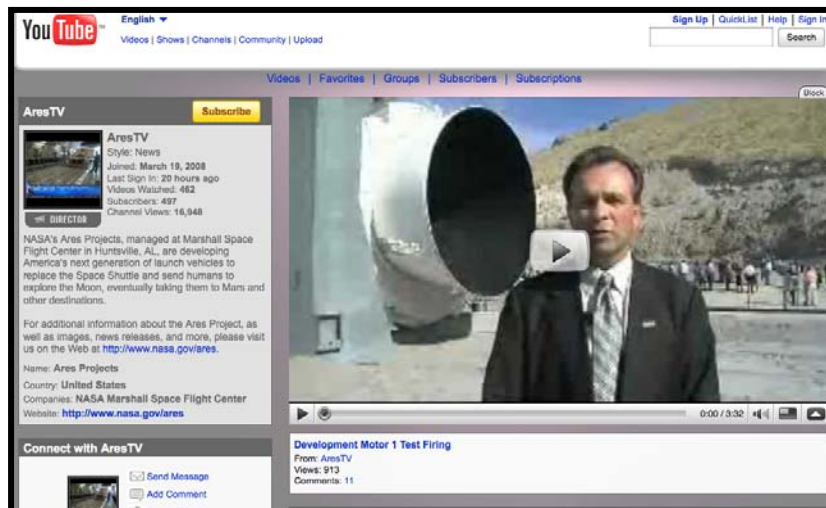 YouTube
English
Sign Up | QuickList | Help | Sign In
Videos | Shows | Channels | Community | Upload
Search
Videos | Favorites | Groups | Subscribers | Subscriptions
Block
AresTV
Subscribe
AresTV
Style: News
Joined: March 19, 2008
Last Sign In: 20 hours ago
Videos Watched: 462
Subscribers: 497
Channel Views: 16,948
DIRECTOR
NASA's Ares Projects, managed at Marshall Space
Flight Center in Huntsville, AL, are developing
America's next generation of launch vehicles to
replace the Space Shuttle and send humans to
explore the Moon, eventually taking them to Mars and
other destinations.
For additional information about the Ares Project, as
well as images, news releases, and more, please visit
us on the Web at http://www.nasa.gov/ares.
Name: Ares Projects
Country: United States
Companies: NASA Marshall Space Flight Center
Website: http://www.nasa.gov/ares
0:00 / 3:32
Development Motor 1 Test Firing
From: AresTV
Views: 913
Comments: 11
Connect with AresTV
Send Message
Add Comment